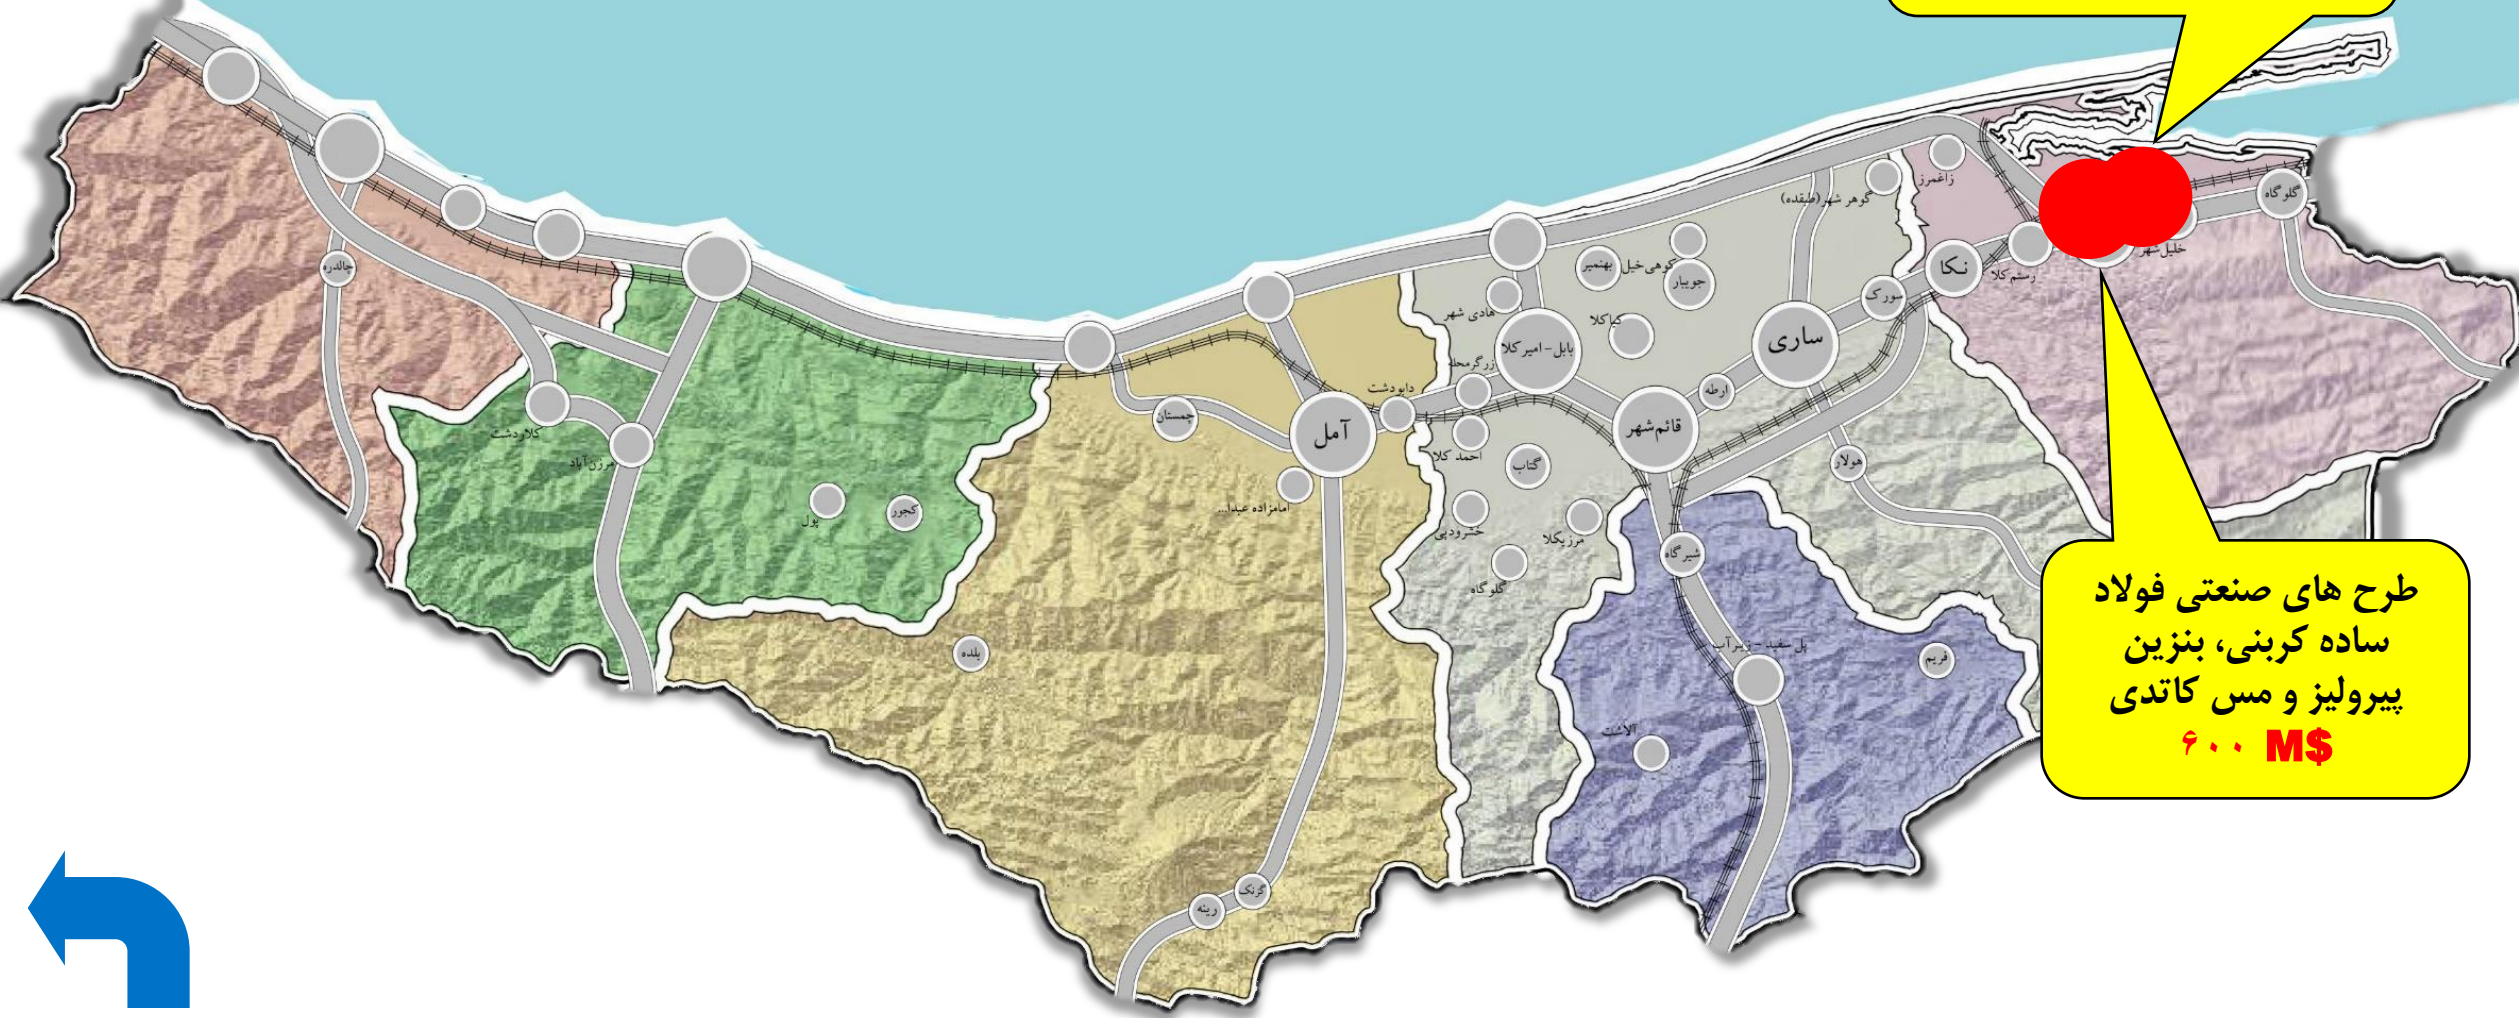 زاغمرز
گلوگاه
گوهر شهر(طبقده)
خلیل‌شهر
نکا
رستم‌کلا
چالدره
بهنمیر
کوهی‌خیل
جویبار
سورک
هادی شهر
کیاکلا
ساری
بابل-امیرکلا
زرگرمحله
دابودشت
ارطه
چمستان
آمل
قائم‌شهر
کلاردشت
مرزن‌آباد
احمد کلا
گتاب
هولار
امامزاده عبدا...
پول
کجور
خشرودپی
مرزیکلا
شیرگاه
گلوگاه
طرح های صنعتی فولاد
ساده کربنی، بنزین
پیرولیز و مس کاتدی
۶۰۰ M$
بلده
پل سفید-زیرآب
فریم
آلاشت
گزنک
رینه